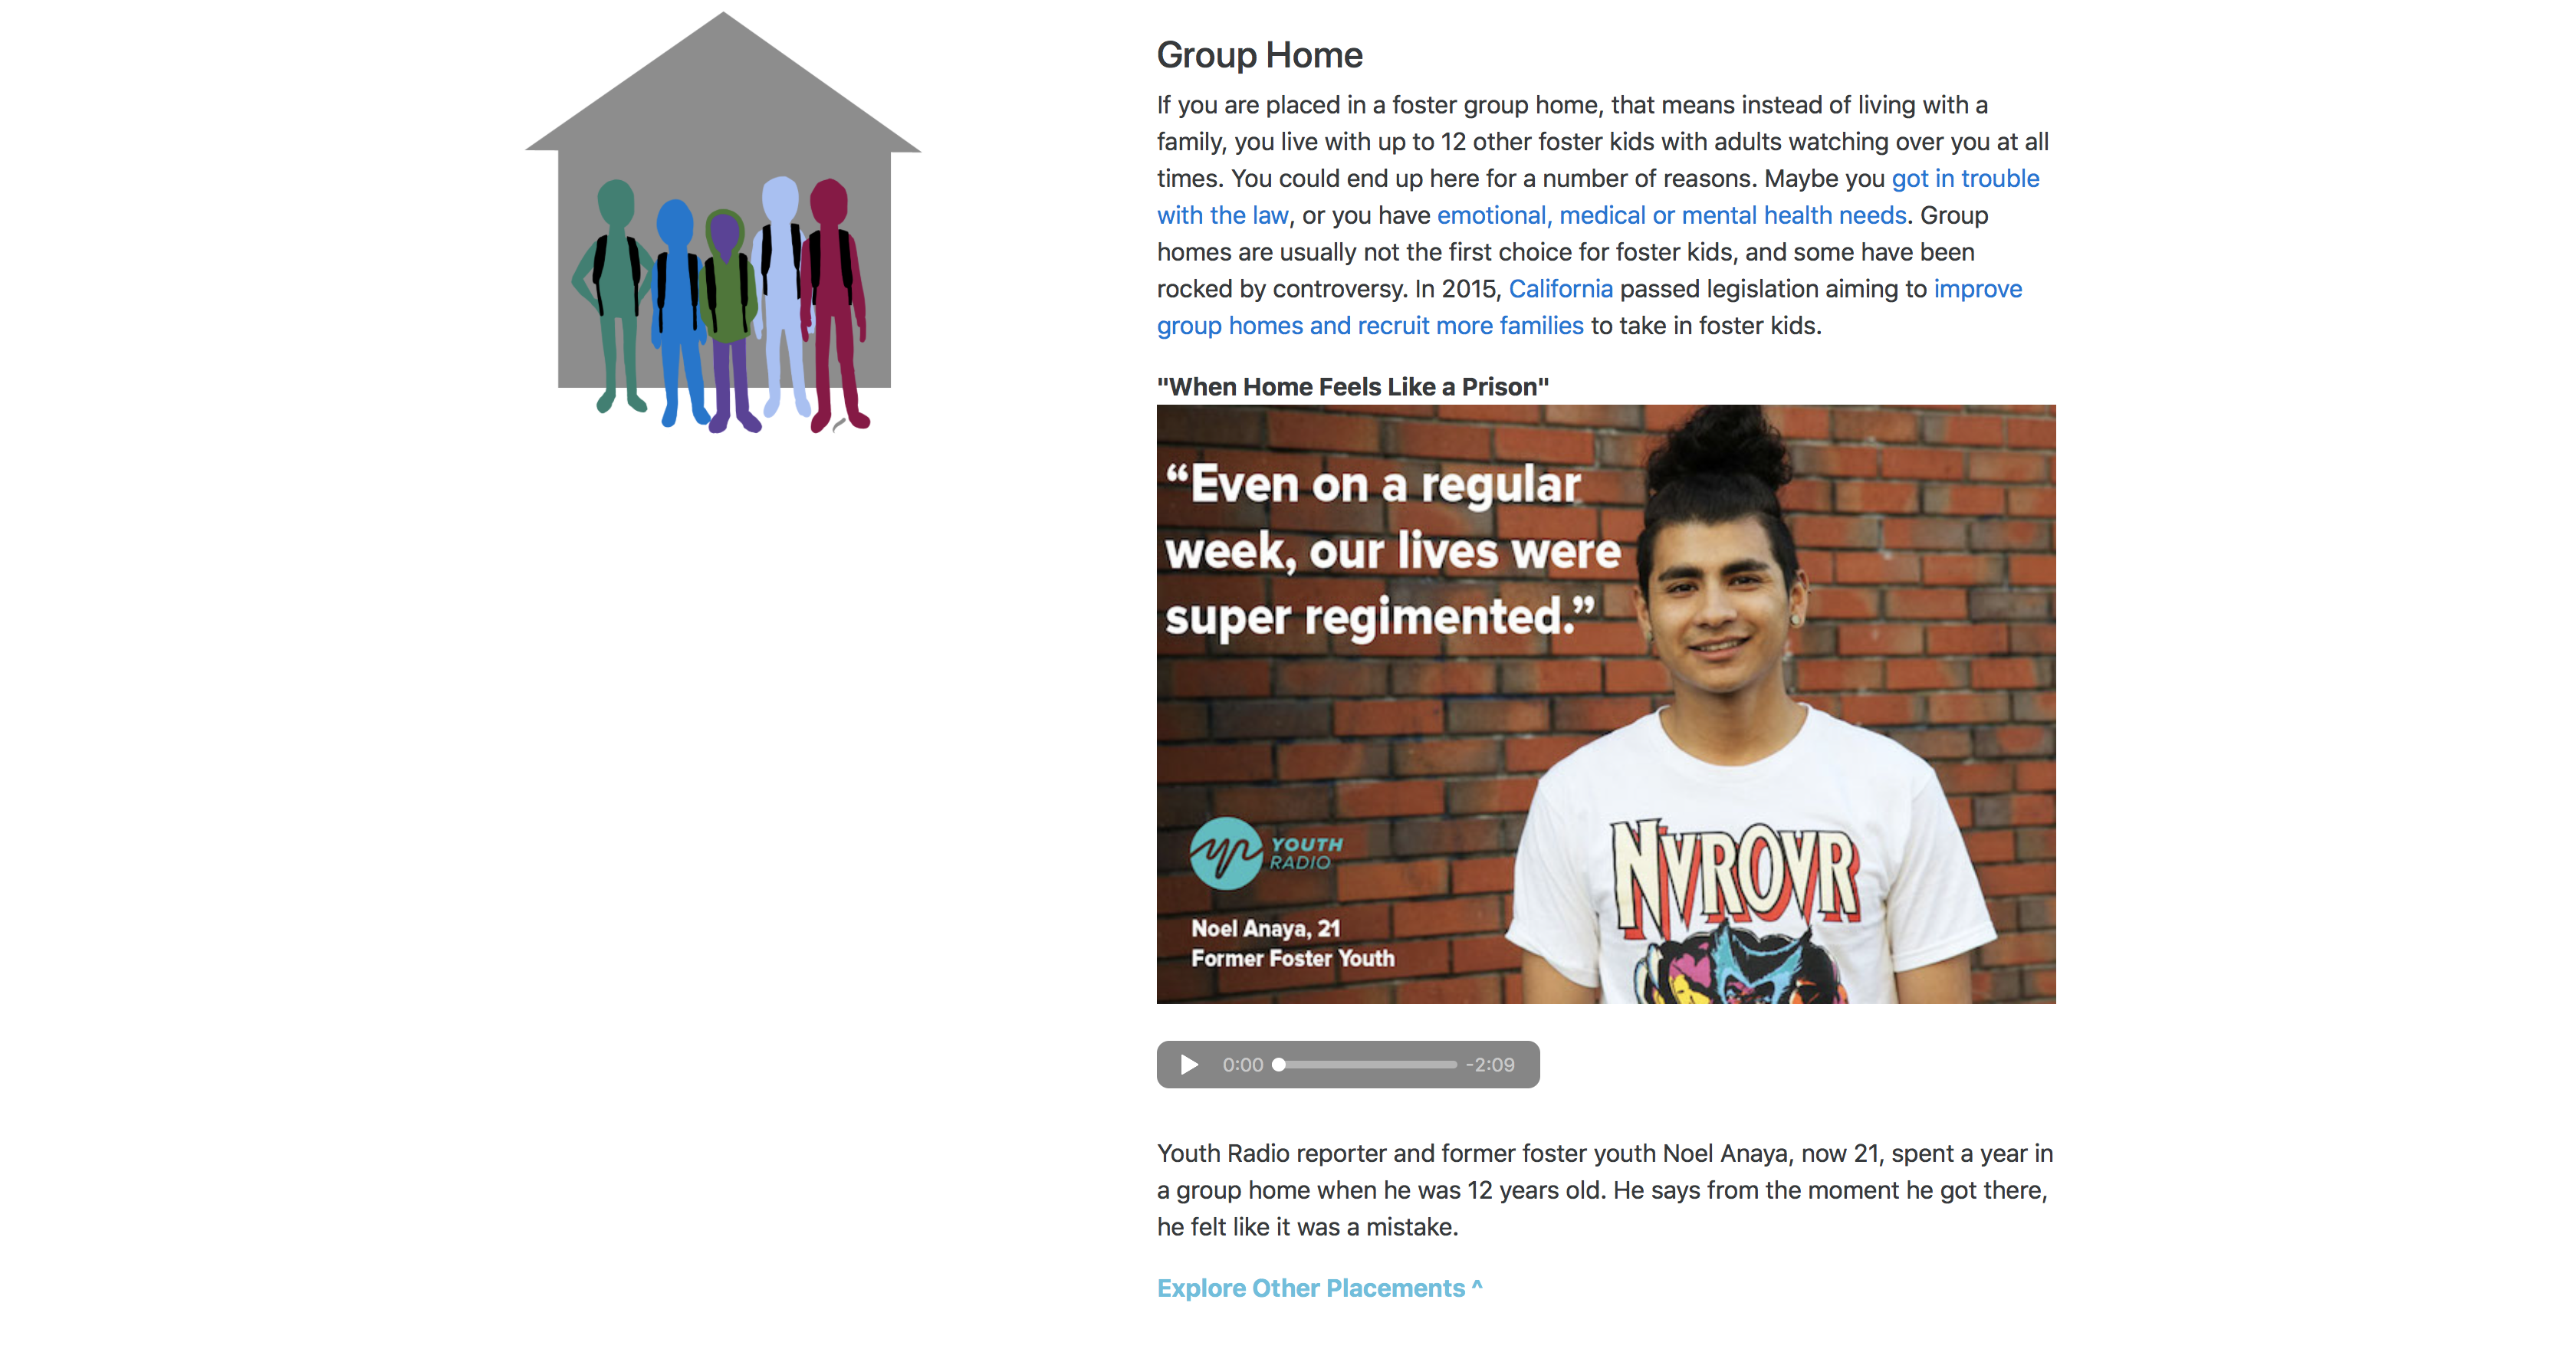 Group Home
If you are placed in a foster group home, that means instead of living with a
family, you live with up to 12 other foster kids with adults watching over you at all
times. You could end up here for a number of reasons. Maybe you got in trouble
with the law, or you have emotional, medical or mental health needs. Group
homes are usually not the first choice for foster kids, and some have been
rocked by controversy. In 2015, California passed legislation aiming to improve
group homes and recruit more families to take in foster kids.
"When Home Feels Like a Prison"
“Even on a regular
week, our lives were
super regimented.”
NVROVR
yr YOUTH
RADIO
Noel Anaya, 21
Former Foster Youth
0:00 -2:09
Youth Radio reporter and former foster youth Noel Anaya, now 21, spent a year in
a group home when he was 12 years old. He says from the moment he got there,
he felt like it was a mistake.
Explore Other Placements ^